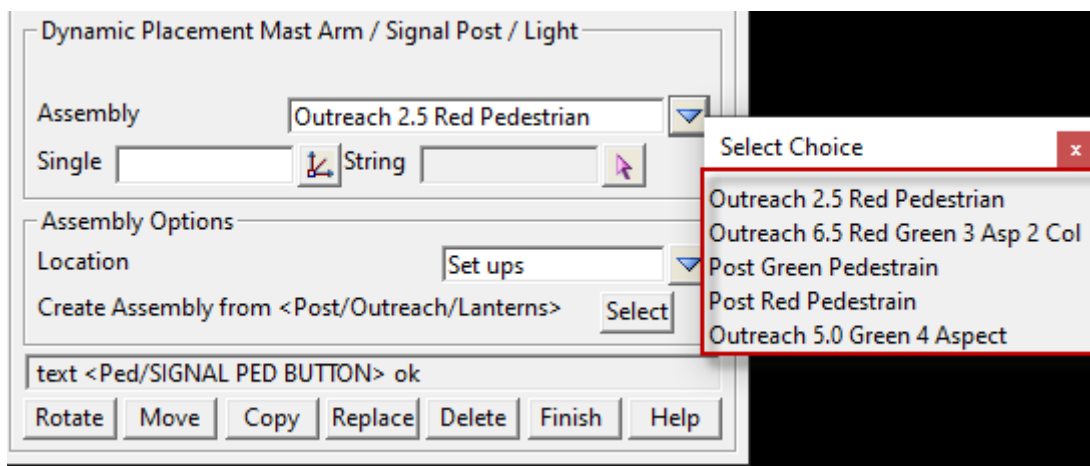 Dynamic Placement Mast Arm / Signal Post / Light
Assembly
Outreach 2.5 Red Pedestrian
Single
String
Assembly Options
Location
Set ups
Create Assembly from <Post/Outreach/Lanterns>
Select
text <Ped/SIGNAL PED BUTTON> ok
Rotate
Move
Copy
Replace
Delete
Finish
Help
Select Choice
x
Outreach 2.5 Red Pedestrian
Outreach 6.5 Red Green 3 Asp 2 Col
Post Green Pedestrain
Post Red Pedestrain
Outreach 5.0 Green 4 Aspect